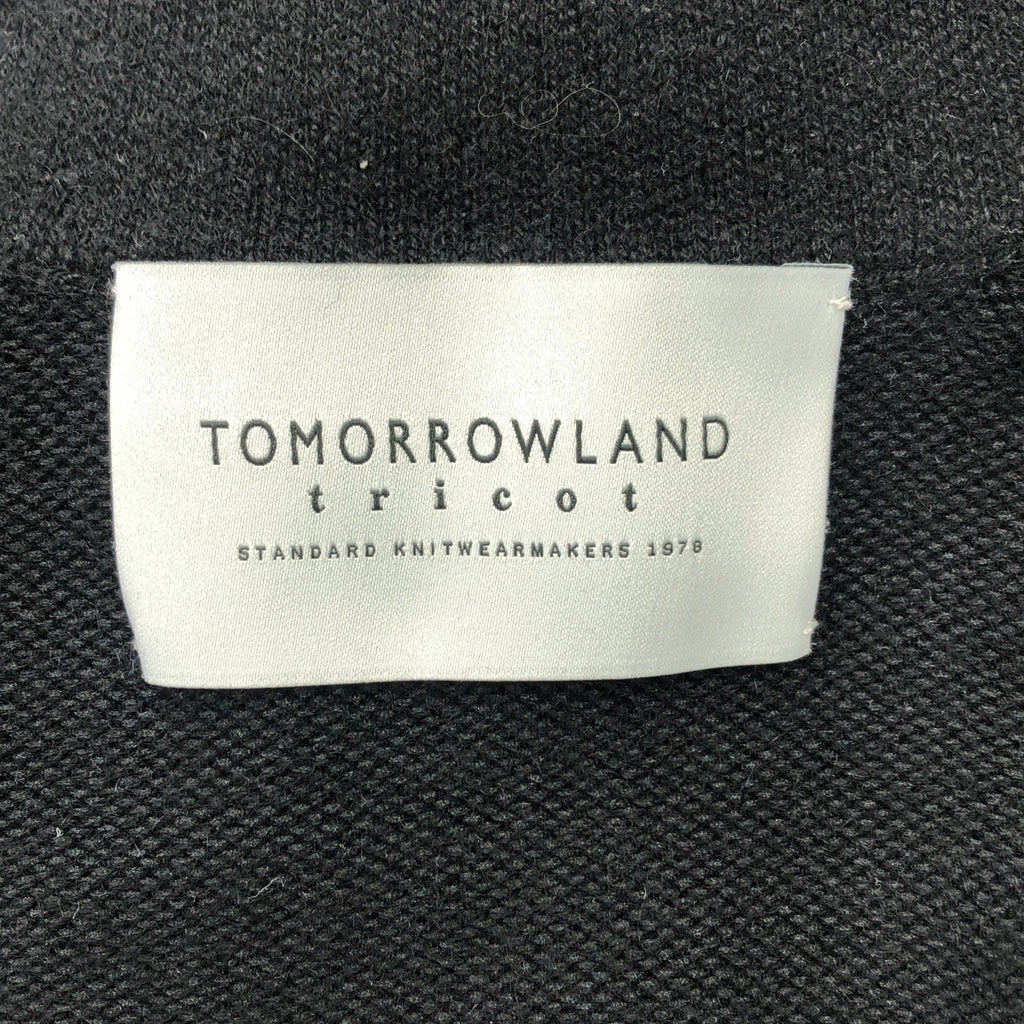 TOMORROWLAND
tricot
STANDARD KNITWEARMAKERS 1978